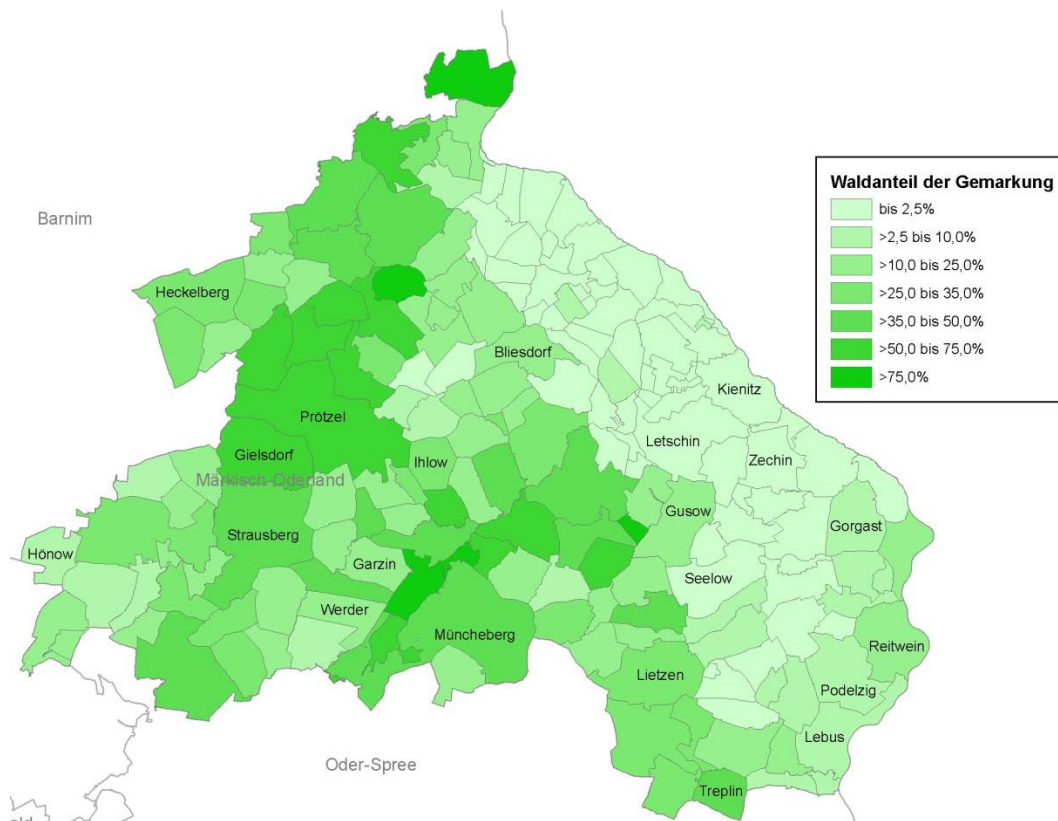 Waldanteil der Gemarkung
bis 2,5%
>2,5 bis 10,0%
>10,0 bis 25,0%
>25,0 bis 35,0%
>35,0 bis 50,0%
>50,0 bis 75,0%
>75,0%
Barnim
Heckelberg
Bliesdorf
Kienitz
Prötzel
Letschin
Gielsdorf
Ihlow
Zechin
Märkisch-Oderland
Gusow
Gorgast
Strausberg
Hönow
Garzin
Seelow
Werder
Müncheberg
Reitwein
Lietzen
Podelzig
Lebus
Oder-Spree
Treplin